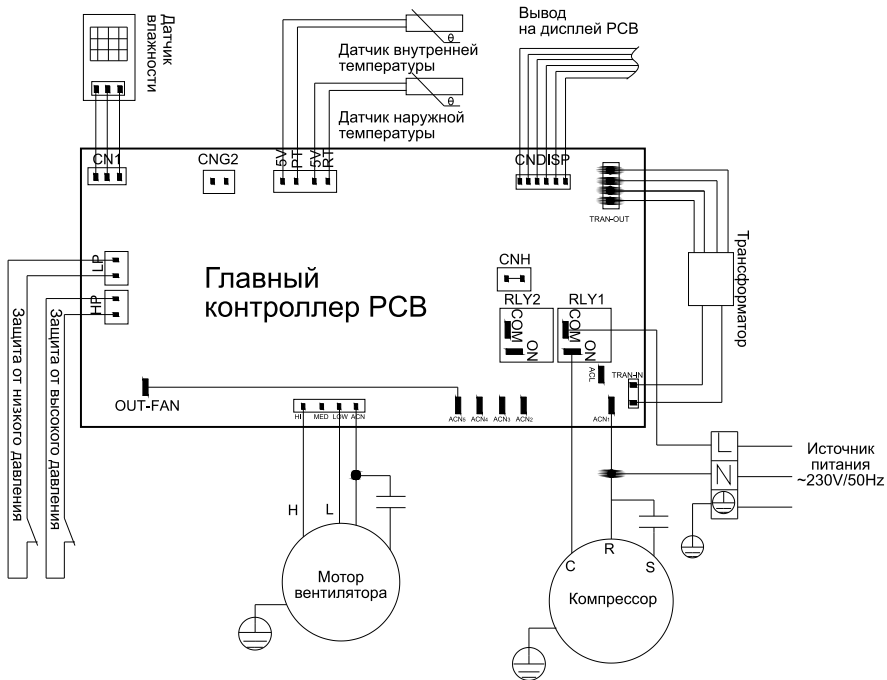 Датчик
влажности
Датчик внутренней
температуры
Датчик наружной
температуры
θ
θ
Вывод
на дисплей PCB
CN1
CNG2
5V
PT
5V
RT
CNDISP
TRAN-OUT
Трансформатор
LP
HP
Главный
контроллер PCB
CNH
RLY2
RLY1
COM
ON
COM
ON
ACL
TRAN-IN
OUT-FAN
HI
MED
LOW
ACN
ACN5
ACN4
ACN3
ACN2
ACN1
Защита от низкого давления
Защита от высокого давления
L
N
Источник
питания
~230V/50Hz
H
L
Мотор
вентилятора
C
R
S
Компрессор